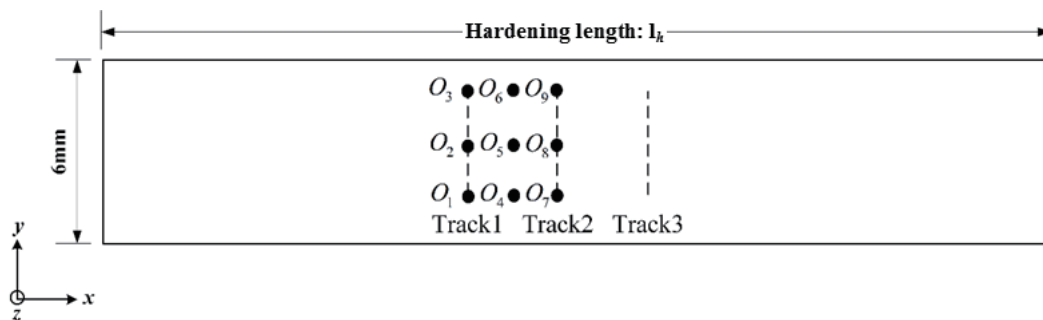 Hardening length: lₕ
6mm
O₃ O₆ O₉
O₂ O₅ O₈
O₁ O₄ O₇
Track1 Track2 Track3
y
x
z